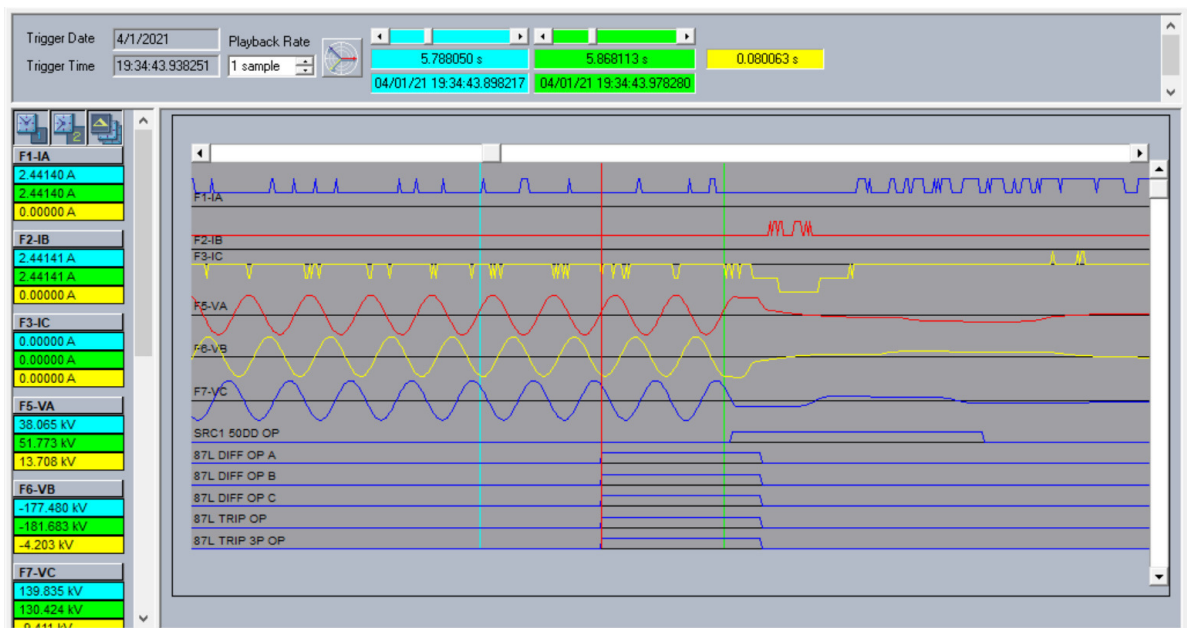 Trigger Date 4/1/2021 Playback Rate
Trigger Time 19:34:43.938251 1 sample
5.788050 s 5.868113 s 0.080063 s
04/01/21 19:34:43.898217 04/01/21 19:34:43.978280
1 2
F1-IA
2.44140 A
2.44140 A
0.00000 A
F2-IB
2.44141 A
2.44141 A
0.00000 A
F3-IC
0.00000 A
0.00000 A
0.00000 A
F5-VA
38.065 kV
51.773 kV
13.708 kV
F6-VB
-177.480 kV
-181.683 kV
-4.203 kV
F7-VC
139.835 kV
130.424 kV
-9.411 kV
F1-IA
F2-IB
F3-IC
F5-VA
F6-VB
F7-VC
SRC1 50DD OP
87L DIFF OP A
87L DIFF OP B
87L DIFF OP C
87L TRIP OP
87L TRIP 3P OP